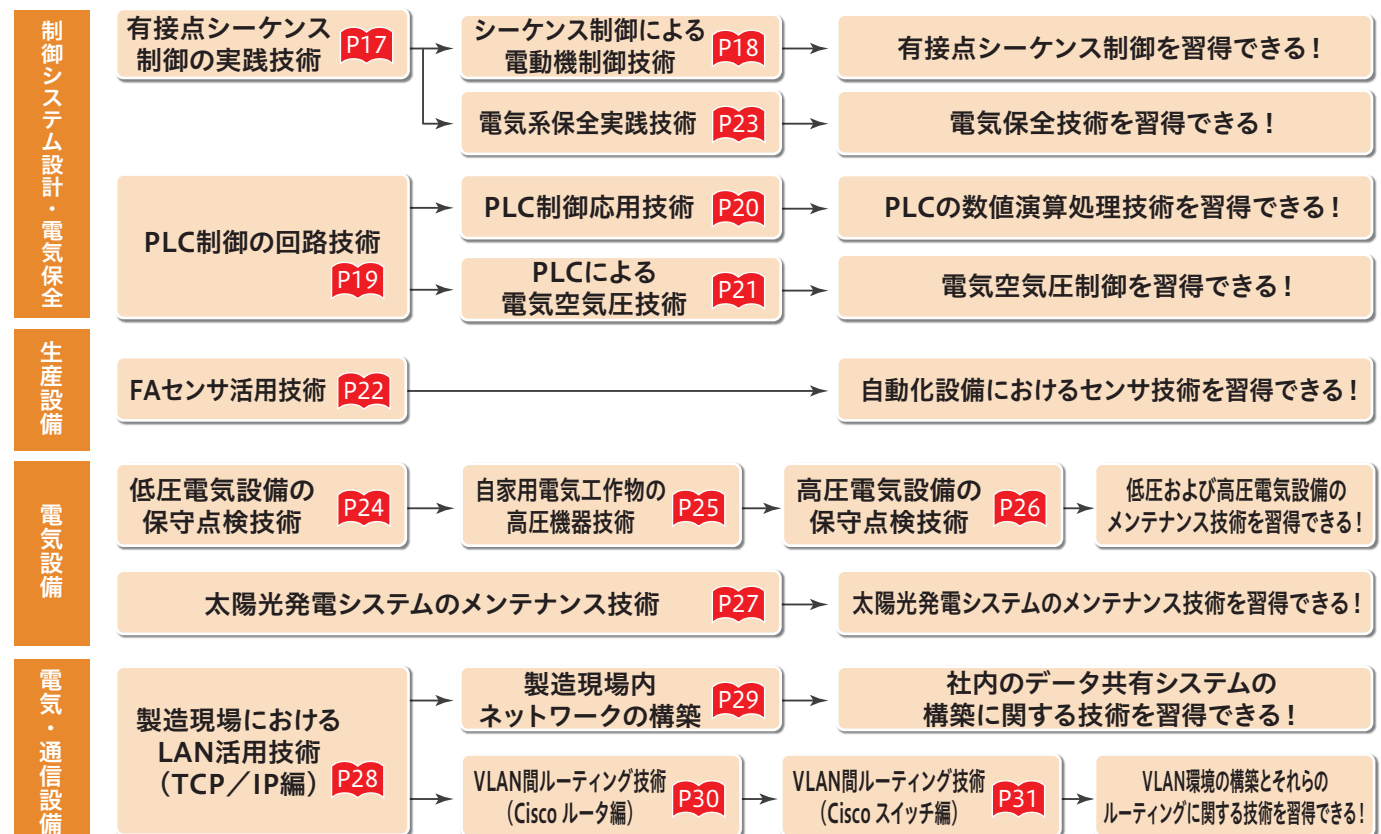 制御システム設計・電気保全
有接点シーケンス
制御の実践技術
P17
シーケンス制御による
電動機制御技術
P18
有接点シーケンス制御を習得できる！
電気系保全実践技術
P23
電気保全技術を習得できる！
PLC制御の回路技術
P19
PLC制御応用技術
P20
PLCの数値演算処理技術を習得できる！
PLCによる
電気空気圧技術
P21
電気空気圧制御を習得できる！
生産設備
FAセンサ活用技術
P22
自動化設備におけるセンサ技術を習得できる！
電気設備
低圧電気設備の
保守点検技術
P24
自家用電気工作物の
高圧機器技術
P25
高圧電気設備の
保守点検技術
P26
低圧および高圧電気設備の
メンテナンス技術を習得できる！
太陽光発電システムのメンテナンス技術
P27
太陽光発電システムのメンテナンス技術を習得できる！
電気・通信設備
製造現場における
LAN活用技術
（TCP／IP編）
P28
製造現場内
ネットワークの構築
P29
社内のデータ共有システムの
構築に関する技術を習得できる！
VLAN間ルーティング技術
（Cisco ルータ編）
P30
VLAN間ルーティング技術
（Cisco スイッチ編）
P31
VLAN環境の構築とそれらの
ルーティングに関する技術を習得できる！